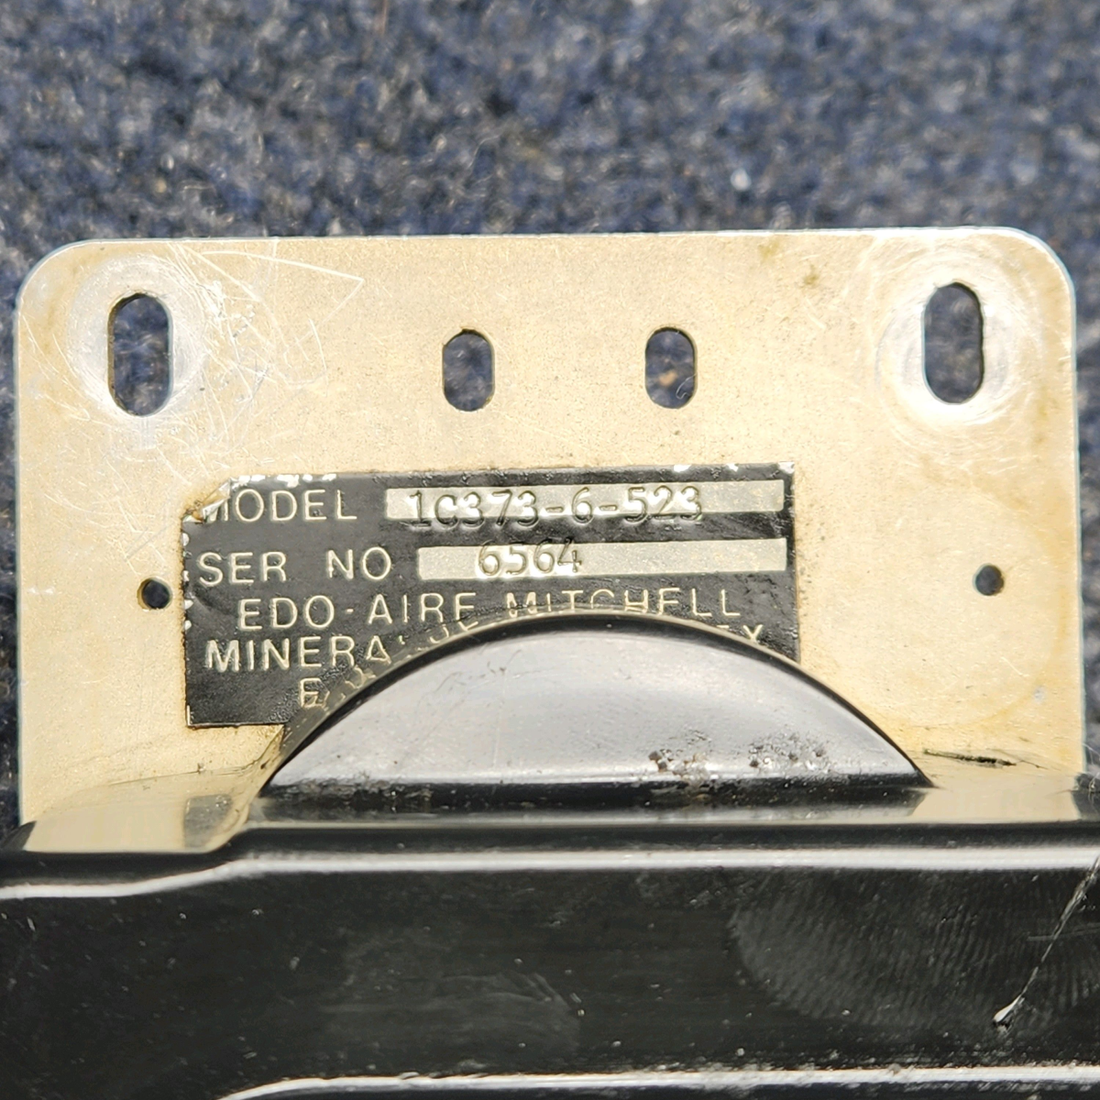 MODEL 1C373-6-523
SER NO 6564
EDO-AIRE MITCHELL